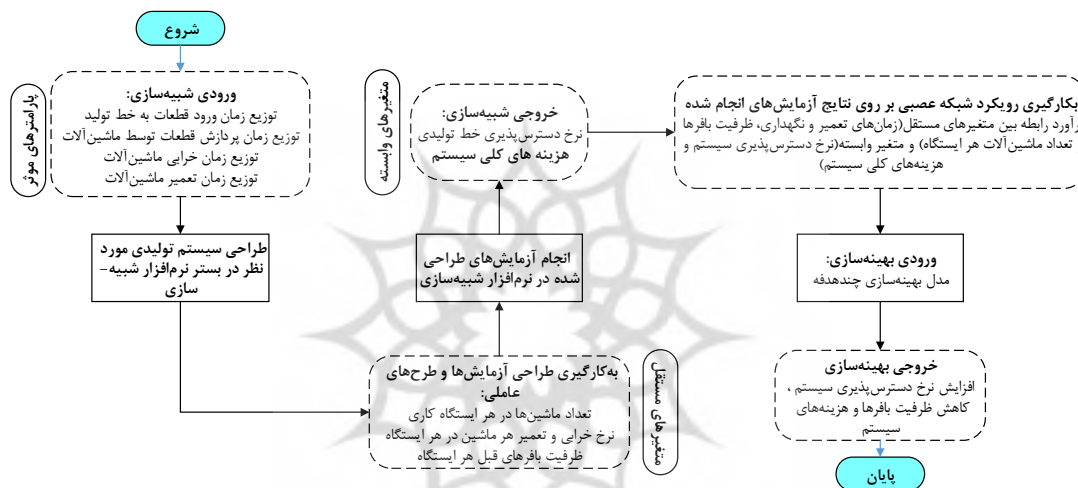 شروع
پارامترهای موثر
ورودی شبیه‌سازی:
توزیع زمان ورود قطعات به خط تولید
توزیع زمان پردازش قطعات توسط ماشین‌آلات
توزیع زمان خرابی ماشین‌آلات
توزیع زمان تعمیر ماشین‌آلات
طراحی سیستم تولیدی مورد
نظر در بستر نرم‌افزار شبیه-
سازی
به‌کارگیری طراحی آزمایش‌ها و طرح‌های
عاملی:
تعداد ماشین‌ها در هر ایستگاه کاری
نرخ خرابی و تعمیر هر ماشین در هر ایستگاه
ظرفیت بافرهای قبل هر ایستگاه
متغیرهای مستقل
انجام آزمایش‌های طراحی
شده در نرم‌افزار شبیه‌سازی
متغیرهای وابسته
خروجی شبیه‌سازی:
نرخ دسترس‌پذیری خط تولیدی
هزینه های کلی سیستم
بکارگیری رویکرد شبکه عصبی بر روی نتایج آزمایش‌های انجام شده
رآورد رابطه بین متغیرهای مستقل(زمان‌های تعمیر و نگهداری، ظرفیت بافرها
تعداد ماشین‌آلات هر ایستگاه) و متغیر وابسته(نرخ دسترس‌پذیری سیستم و
هزینه‌های کلی سیستم)
ورودی بهینه‌سازی:
مدل بهینه‌سازی چندهدفه
خروجی بهینه‌سازی
افزایش نرخ دسترس‌پذیری سیستم ،
کاهش ظرفیت بافرها و هزینه‌های
سیستم
پایان